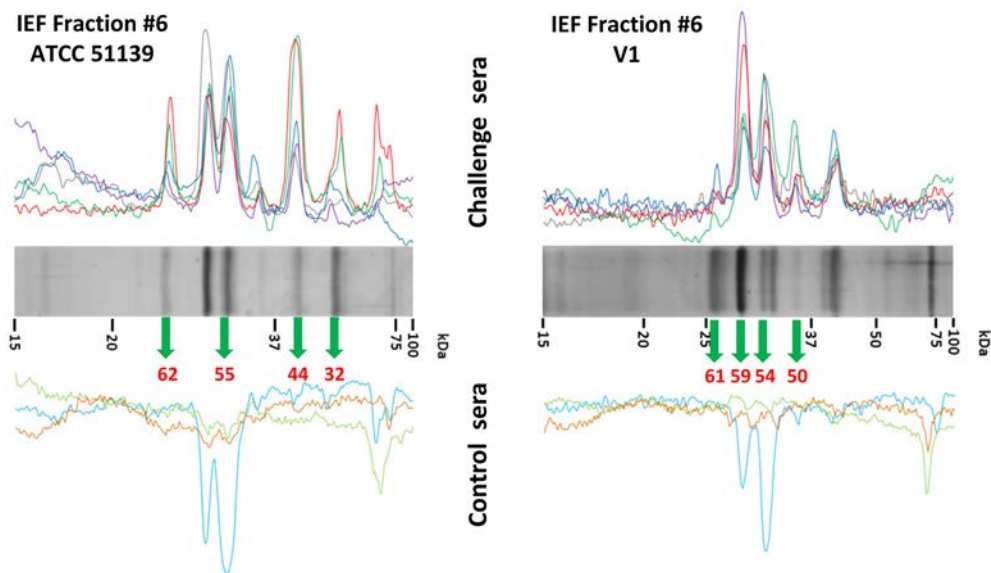 IEF Fraction #6
ATCC 51139
Challenge sera
IEF Fraction #6
V1
15 20 37 75 100 kDa
62 55 44 32
15 20 25 37 50 75 100 kDa
61 59 54 50
Control sera